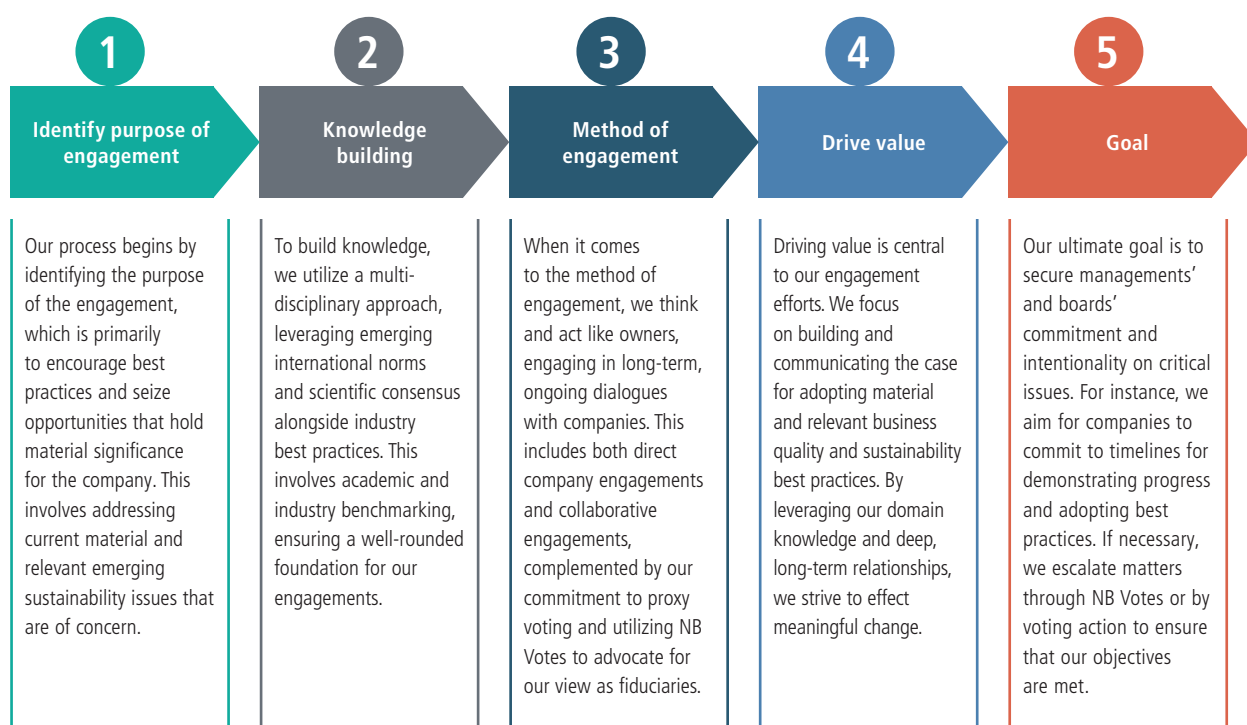 1
Identify purpose of
engagement
Our process begins by
identifying the purpose
of the engagement,
which is primarily
to encourage best
practices and seize
opportunities that hold
material significance
for the company. This
involves addressing
current material and
relevant emerging
sustainability issues that
are of concern.
2
Knowledge
building
To build knowledge,
we utilize a multi-
disciplinary approach,
leveraging emerging
international norms
and scientific consensus
alongside industry
best practices. This
involves academic and
industry benchmarking,
ensuring a well-rounded
foundation for our
engagements.
3
Method of
engagement
When it comes
to the method of
engagement, we think
and act like owners,
engaging in long-term,
ongoing dialogues
with companies. This
includes both direct
company engagements
and collaborative
engagements,
complemented by our
commitment to proxy
voting and utilizing NB
Votes to advocate for
our view as fiduciaries.
4
Drive value
Driving value is central
to our engagement
efforts. We focus
on building and
communicating the case
for adopting material
and relevant business
quality and sustainability
best practices. By
leveraging our domain
knowledge and deep,
long-term relationships,
we strive to effect
meaningful change.
5
Goal
Our ultimate goal is to
secure managements’
and boards’
commitment and
intentionality on critical
issues. For instance, we
aim for companies to
commit to timelines for
demonstrating progress
and adopting best
practices. If necessary,
we escalate matters
through NB Votes or by
voting action to ensure
that our objectives
are met.